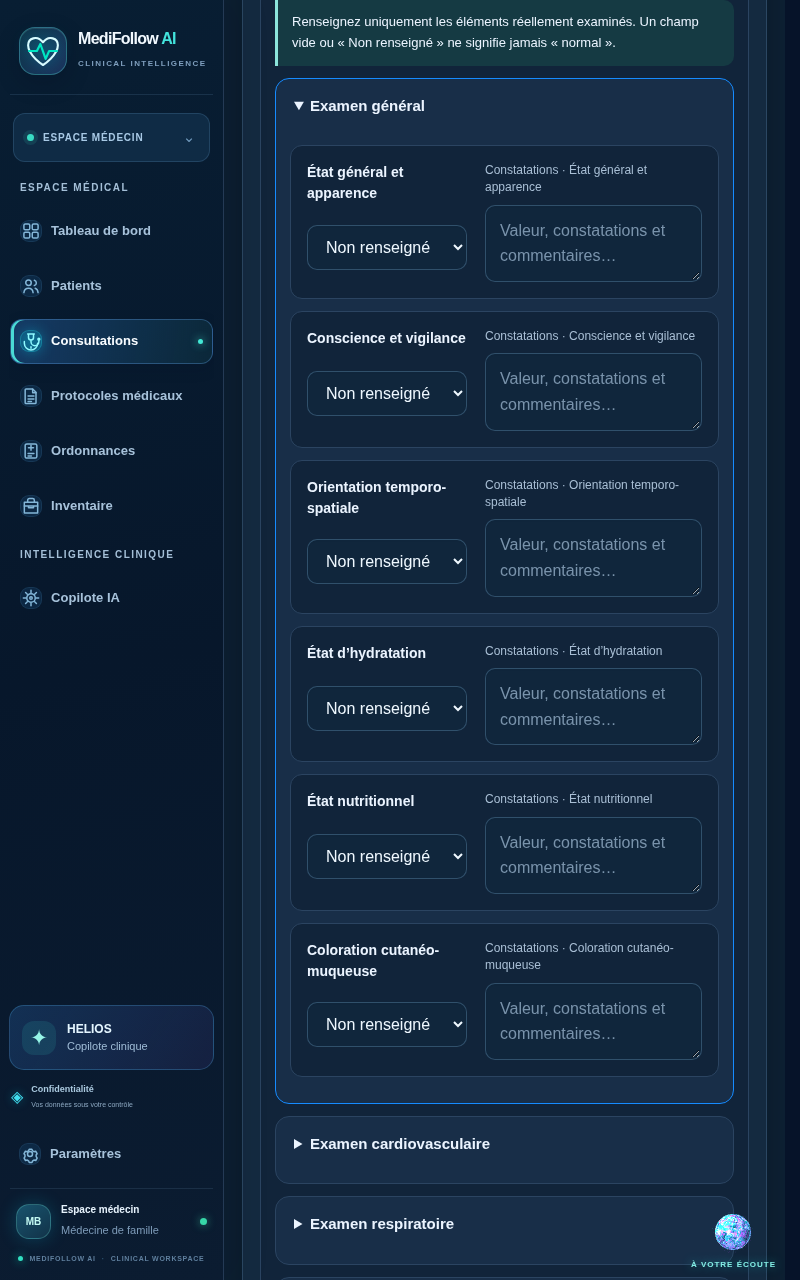 MediFollow AI
CLINICAL INTELLIGENCE
ESPACE MÉDECIN
ESPACE MÉDICAL
Tableau de bord
Patients
Consultations
Protocoles médicaux
Ordonnances
Inventaire
INTELLIGENCE CLINIQUE
Copilote IA
HELIOS
Copilote clinique
Confidentialité
Vos données sous votre contrôle
Paramètres
MB
Espace médecin
Médecine de famille
MEDIFOLLOW AI · CLINICAL WORKSPACE
Renseignez uniquement les éléments réellement examinés. Un champ
vide ou « Non renseigné » ne signifie jamais « normal ».
Examen général
État général et
apparence
Non renseigné
Constatations · État général et
apparence
Valeur, constatations et
commentaires…
Conscience et vigilance
Non renseigné
Constatations · Conscience et vigilance
Valeur, constatations et
commentaires…
Orientation temporo-
spatiale
Non renseigné
Constatations · Orientation temporo-
spatiale
Valeur, constatations et
commentaires…
État d’hydratation
Non renseigné
Constatations · État d’hydratation
Valeur, constatations et
commentaires…
État nutritionnel
Non renseigné
Constatations · État nutritionnel
Valeur, constatations et
commentaires…
Coloration cutanéo-
muqueuse
Non renseigné
Constatations · Coloration cutanéo-
muqueuse
Valeur, constatations et
commentaires…
Examen cardiovasculaire
Examen respiratoire
À VOTRE ÉCOUTE